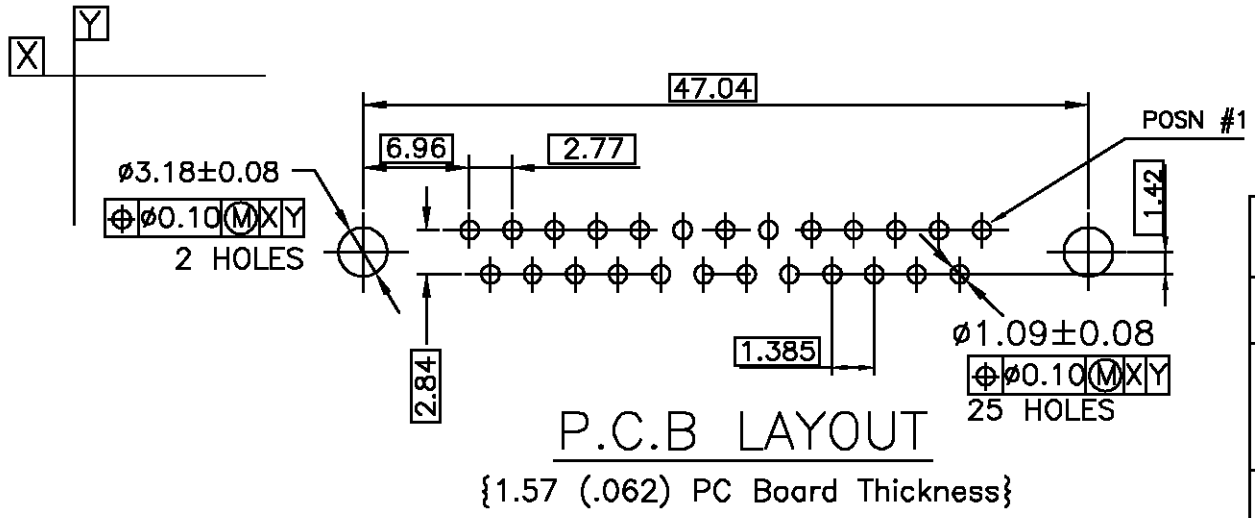 Y
X
47.04
POSN #1
6.96
2.77
ø3.18±0.08
1.42
⌖ ø0.10 Ⓜ X Y
2 HOLES
ø1.09±0.08
1.385
2.84
⌖ ø0.10 Ⓜ X Y
25 HOLES
P.C.B LAYOUT
{1.57 (.062) PC Board Thickness}